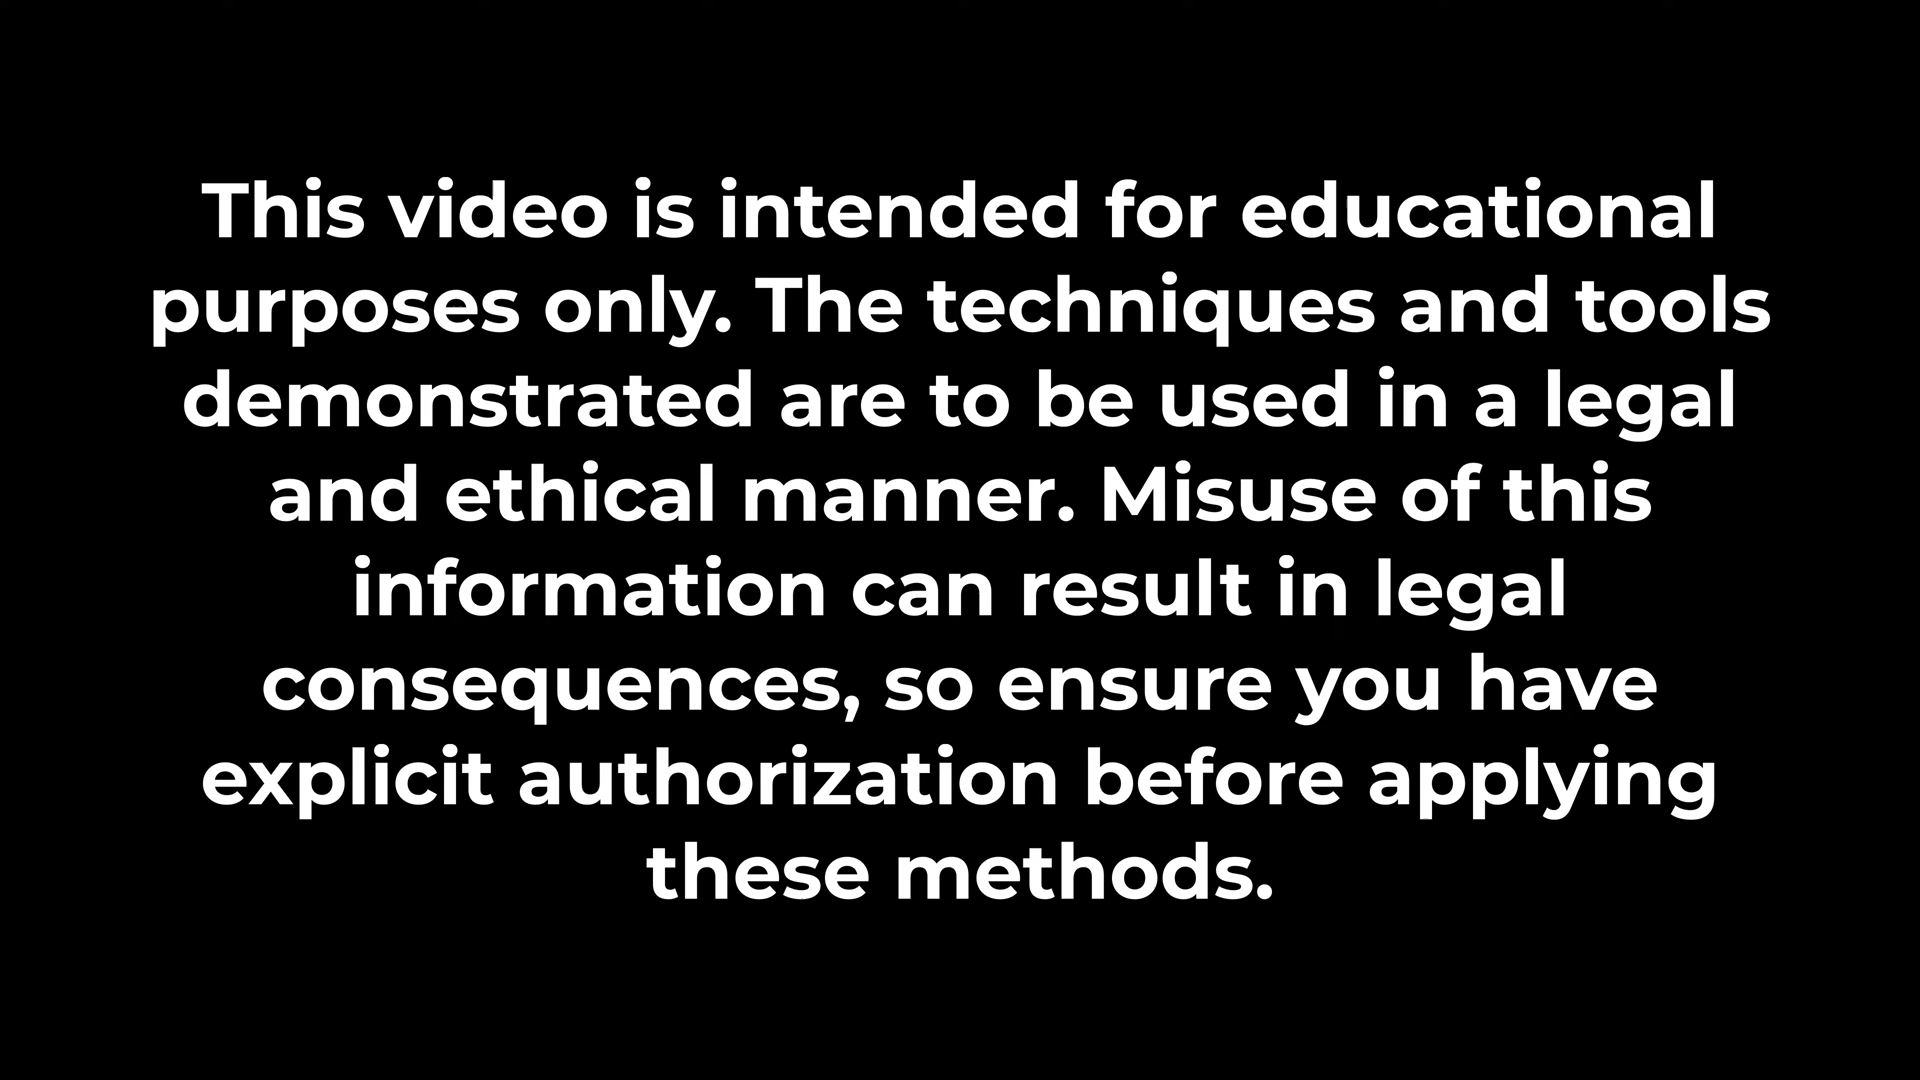 This video is intended for educational
purposes only. The techniques and tools
demonstrated are to be used in a legal
and ethical manner. Misuse of this
information can result in legal
consequences, so ensure you have
explicit authorization before applying
these methods.